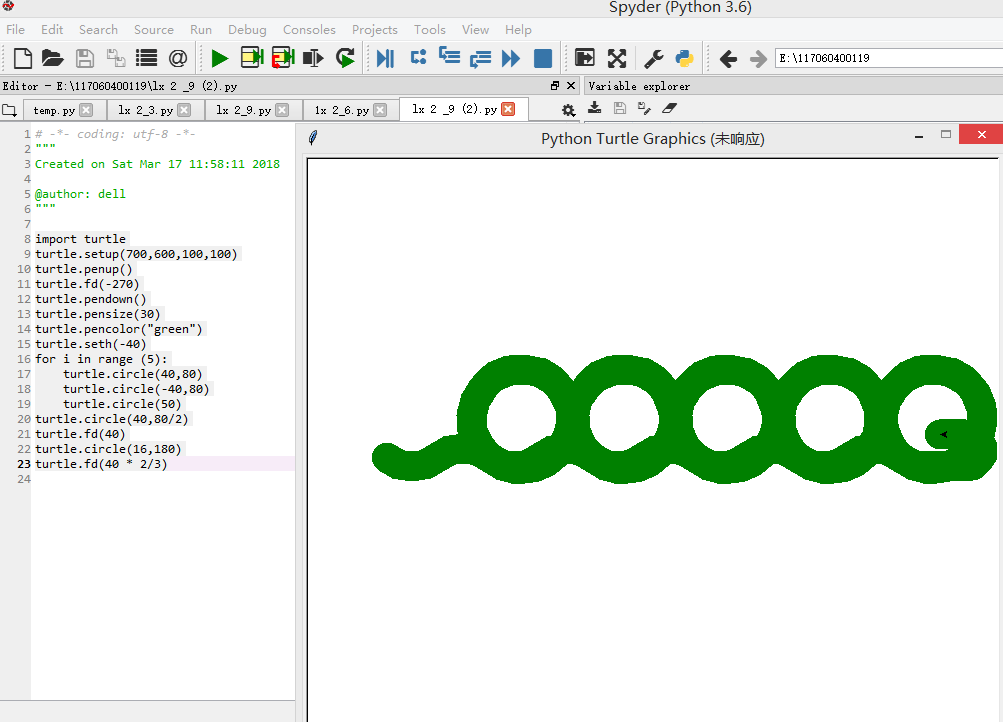 Spyder (Python 3.6)
File Edit Search Source Run Debug Consoles Projects Tools View Help
E:\117060400119
Editor - E:\117060400119\lx 2 _9 (2).py
Variable explorer
temp.py lx 2_3.py lx 2_9.py lx 2_6.py lx 2 _9 (2).py
Python Turtle Graphics (未响应)
1 # -*- coding: utf-8 -*-
2 """
3 Created on Sat Mar 17 11:58:11 2018
4
5 @author: dell
6 """
7
8 import turtle
9 turtle.setup(700,600,100,100)
10 turtle.penup()
11 turtle.fd(-270)
12 turtle.pendown()
13 turtle.pensize(30)
14 turtle.pencolor("green")
15 turtle.seth(-40)
16 for i in range (5):
17     turtle.circle(40,80)
18     turtle.circle(-40,80)
19     turtle.circle(50)
20 turtle.circle(40,80/2)
21 turtle.fd(40)
22 turtle.circle(16,180)
23 turtle.fd(40 * 2/3)
24